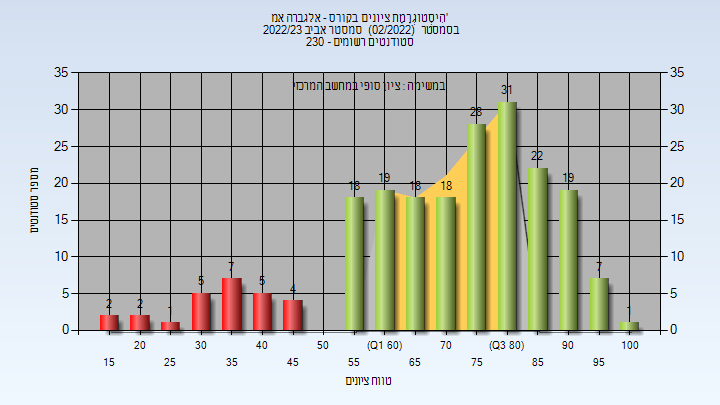 היסטוגרמת ציונים בקורס - אלגברה אמ'
בסמסטר (02/2022) סמסטר אביב 2022/23
סטודנטים רשומים - 230
במשימה : ציון סופי במחשב המרכזי
מספר סטודנטים
35 35
30 30
25 25
20 20
15 15
10 10
5 5
0 0
2 2 1 5 7 5 4 18 19 18 18 28 31 22 19 7 1
20 30 40 50 (Q1 60) 70 (Q3 80) 90 100
15 25 35 45 55 65 75 85 95
טווח ציונים